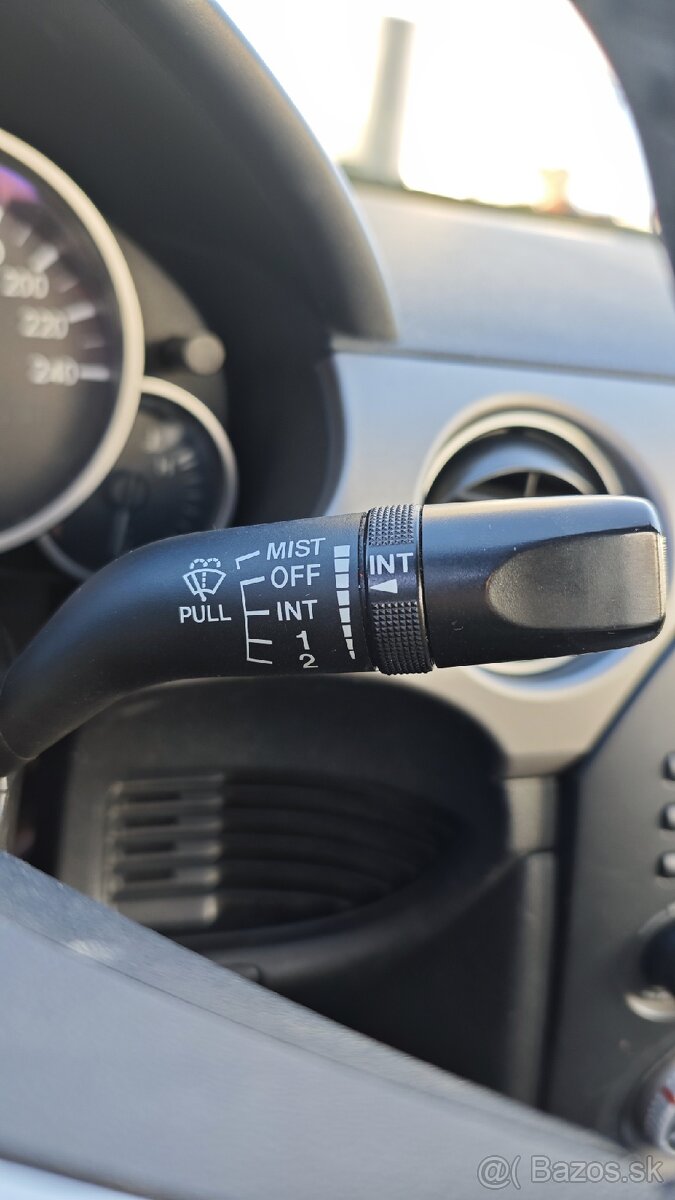 200
220
240
MIST
OFF
INT
PULL
INT
1
2
@( Bazos.sk